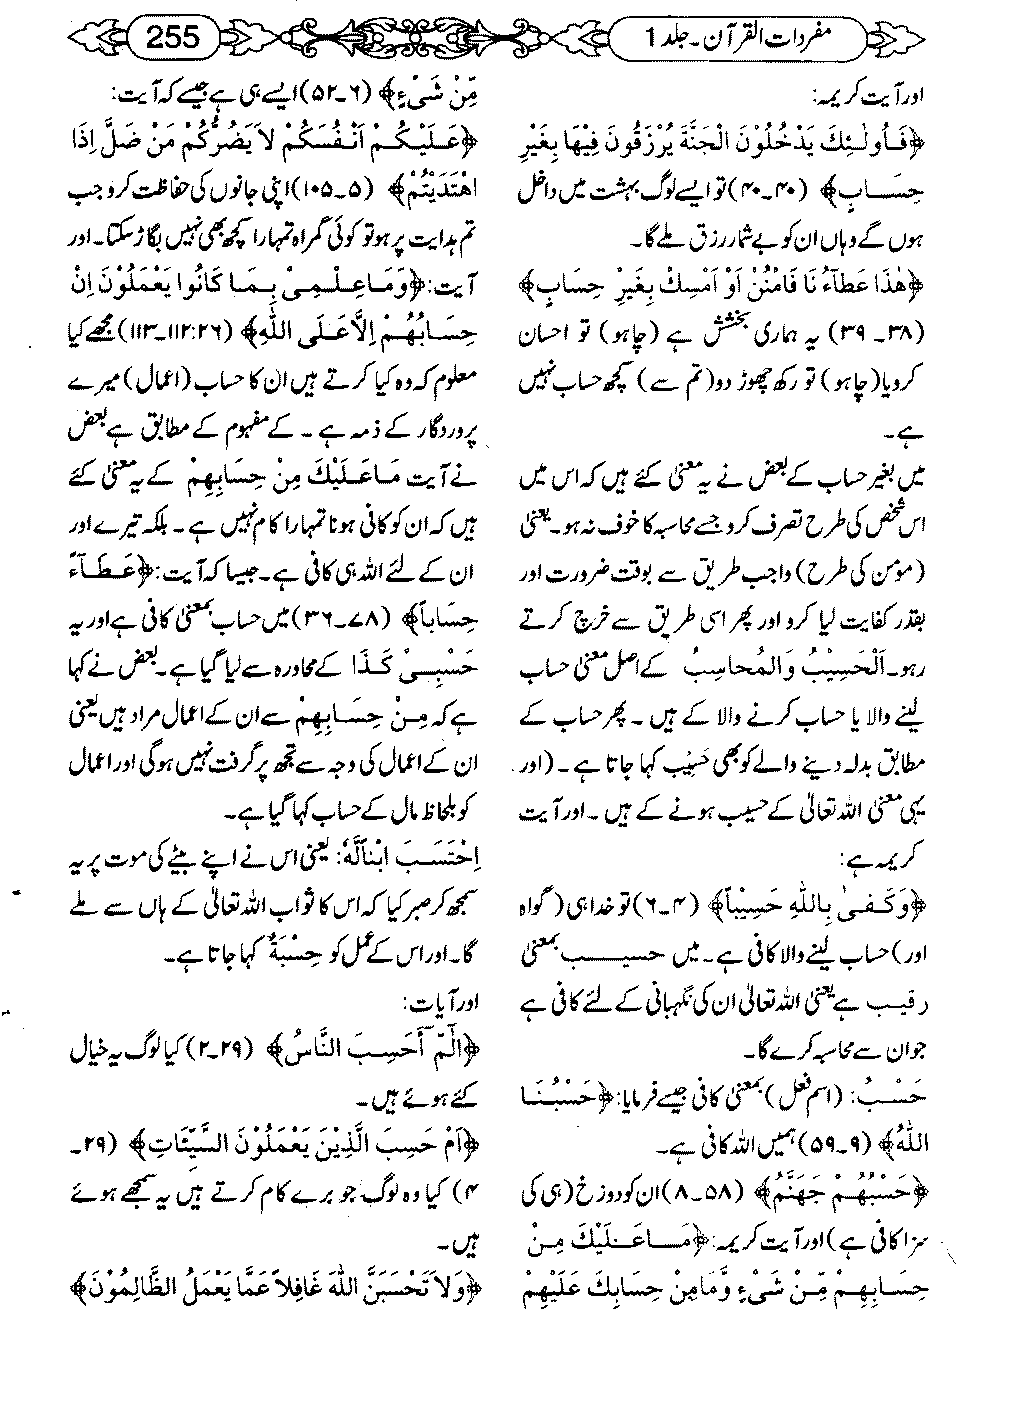 مفردات القرآن۔ جلد 1
255
اور آیت کریمہ:
﴿فَأُولٰئِكَ يَدْخُلُوْنَ الْجَنَّةَ يُرْزَقُوْنَ فِيْهَا بِغَيْرِ
حِسَابٍ﴾ (۴۰۔۴۰) تو ایسے لوگ بہشت میں داخل
ہوں گے وہاں ان کو بے شمار رزق ملے گا۔
﴿هٰذَا عَطَآءُ نَا فَامْنُنْ اَوْ اَمْسِكْ بِغَيْرِ حِسَابٍ﴾
(۳۸۔۳۹) یہ ہماری بخشش ہے (چاہو) تو احسان
کرو یا (چاہو) تو رکھ چھوڑ دو (تم سے) کچھ حساب نہیں
ہے۔
میں بغیر حساب کے بعض نے یہ معنی کئے ہیں کہ اس میں
اس شخص کی طرح تصرف کرو جسے محاسبہ کا خوف نہ ہو۔ یعنی
(مومن کی طرح) واجب طریق سے بوقت ضرورت اور
بقدر کفایت لیا کرو اور پھر اسی طریق سے خرچ کرتے
رہو۔ اَلْحَسِيْبُ وَالْمُحَاسِبُ کے اصل معنی حساب
لینے والا یا حساب کرنے والا کے ہیں۔ پھر حساب کے
مطابق بدلہ دینے والے کو بھی حَسِيْبٌ کہا جاتا ہے۔ (اور
یہی معنی اللہ تعالیٰ کے حسیب ہونے کے ہیں۔ اور آیت
کریمہ ہے:
﴿وَكَفىٰ بِاللهِ حَسِيْباً﴾ (۴۔۶) تو خدا ہی (گواہ
اور) حساب لینے والا کافی ہے۔ میں حسیب بمعنی
رقیب ہے یعنی اللہ تعالیٰ ان کی نگہبانی کے لئے کافی ہے
جو ان سے محاسبہ کرے گا۔
حَسْبُ: (اسم فعل) بمعنی کافی جیسے فرمایا: ﴿حَسْبُنَا
اللهُ﴾ (۹۔۵۹) ہمیں اللہ کافی ہے۔
﴿حَسْبُهُمْ جَهَنَّمُ﴾ (۵۸۔۸) ان کو دوزخ (ہی کی
سزا کافی ہے) اور آیت کریمہ: ﴿مَا عَلَيْكَ مِنْ
حِسَابِهِمْ مِّنْ شَیْءٍ وَّمَا مِنْ حِسَابِكَ عَلَيْهِمْ
مِّنْ شَیْءٍ﴾ (۶۔۵۲) ایسے ہی ہے جیسے کہ آیت:
﴿عَلَيْكُمْ اَنْفُسَكُمْ لاَ يَضُرُّكُمْ مَنْ ضَلَّ اِذَا
اهْتَدَيْتُمْ﴾ (۵۔۱۰۵) اپنی جانوں کی حفاظت کرو جب
تم ہدایت پر ہو تو کوئی گمراہ تمہارا کچھ بھی نہیں بگاڑ سکتا۔ اور
آیت: ﴿وَمَا عِلْمِیْ بِمَا كَانُوا يَعْمَلُوْنَ اِنْ
حِسَابُهُمْ اِلاَّ عَلَى اللهِ﴾ (۲۶:۱۱۲۔۱۱۳) مجھے کیا
معلوم کہ وہ کیا کرتے ہیں ان کا حساب (اعمال) میرے
پروردگار کے ذمہ ہے۔ کے مفہوم کے مطابق ہے بعض
نے آیت مَا عَلَيْكَ مِنْ حِسَابِهِمْ کے یہ معنی کئے
ہیں کہ ان کو کافی ہونا تمہارا کام نہیں ہے۔ بلکہ تیرے اور
ان کے لئے اللہ ہی کافی ہے۔ جیسا کہ آیت: ﴿عَطَآءً
حِسَاباً﴾ (۷۸۔۳۶) میں حساب بمعنی کافی ہے اور یہ
حَسْبِیْ كَذَا کے محاورہ سے لیا گیا ہے۔ بعض نے کہا
ہے کہ مِنْ حِسَابِهِمْ سے ان کے اعمال مراد ہیں یعنی
ان کے اعمال کی وجہ سے تجھ پر گرفت نہیں ہوگی اور اعمال
کو بلحاظ مال کے حساب کہا گیا ہے۔
اِحْتَسَبَ ابْنَالَهٗ: یعنی اس نے اپنے بیٹے کی موت پر یہ
سمجھ کر صبر کیا کہ اس کا ثواب اللہ تعالیٰ کے ہاں سے ملے
گا۔ اور اس کے عمل کو حِسْبَةٌ کہا جاتا ہے۔
اور آیات:
﴿الٓمّٓ اَحَسِبَ النَّاسُ﴾ (۲۹۔۲) کیا لوگ یہ خیال
کئے ہوئے ہیں۔
﴿اَمْ حَسِبَ الَّذِيْنَ يَعْمَلُوْنَ السَّيِّئَاتِ﴾ (۲۹۔
۴) کیا وہ لوگ جو برے کام کرتے ہیں یہ سمجھے ہوئے
ہیں۔
﴿وَلاَ تَحْسَبَنَّ اللهَ غَافِلاً عَمَّا يَعْمَلُ الظَّالِمُوْنَ﴾